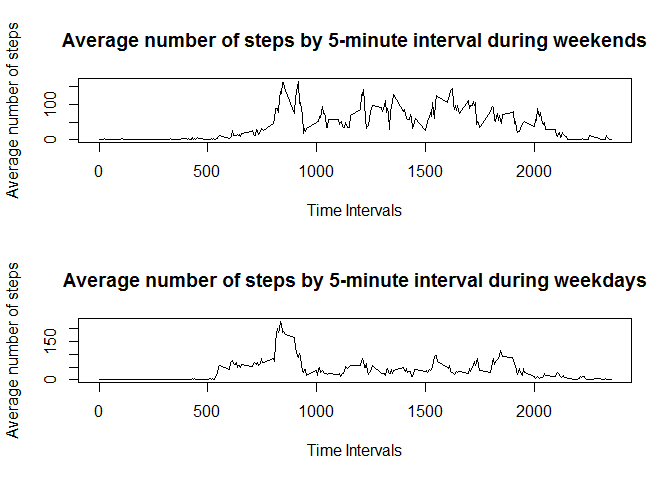 Average number of steps by 5-minute interval during weekends
Average number of steps
100
0
0 500 1000 1500 2000
Time Intervals
Average number of steps by 5-minute interval during weekdays
Average number of steps
150
0
0 500 1000 1500 2000
Time Intervals